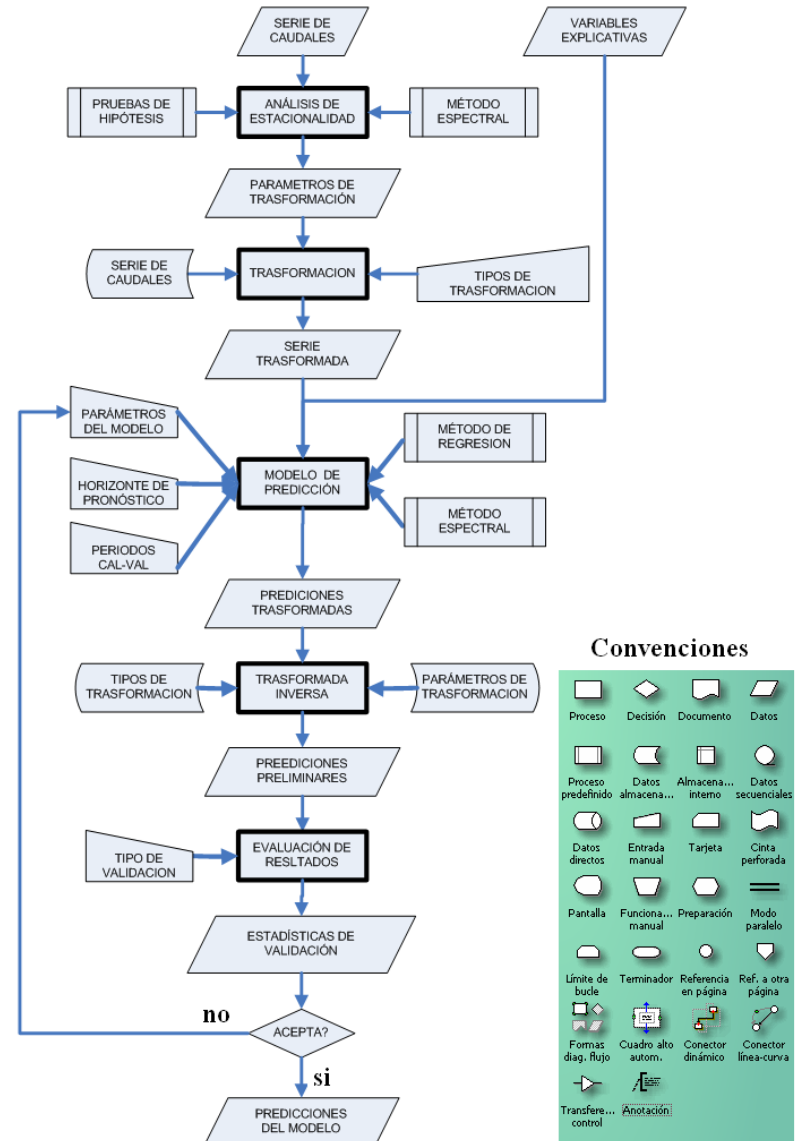 SERIE DE
CAUDALES
VARIABLES
EXPLICATIVAS
PRUEBAS DE
HIPÓTESIS
ANÁLISIS DE
ESTACIONALIDAD
MÉTODO
ESPECTRAL
PARAMETROS DE
TRASFORMACIÓN
SERIE DE
CAUDALES
TRASFORMACION
TIPOS DE
TRASFORMACION
SERIE
TRASFORMADA
PARÁMETROS
DEL MODELO
MÉTODO DE
REGRESION
HORIZONTE DE
PRONÓSTICO
MODELO DE
PREDICCIÓN
PERIODOS
CAL-VAL
MÉTODO
ESPECTRAL
PREDICIONES
TRASFORMADAS
TIPOS DE
TRASFORMACION
TRASFORMADA
INVERSA
PARÁMETROS DE
TRASFORMACION
PREEDICIONES
PRELIMINARES
TIPO DE
VALIDACION
EVALUACIÓN DE
RESLTADOS
ESTADÍSTICAS DE
VALIDACIÓN
no
ACEPTA?
si
PREDICCIONES
DEL MODELO
Convenciones
Proceso Decisión Documento Datos
Proceso Datos Almacena... Datos
predefinido almacena... interno secuenciales
Datos Entrada Tarjeta Cinta
directos manual perforada
Pantalla Funciona... Preparación Modo
manual paralelo
Límite de Terminador Referencia Ref. a otra
bucle en página página
Formas Cuadro alto Conector Conector
diag. flujo autom. dinámico línea-curva
Transfere... Anotación
control